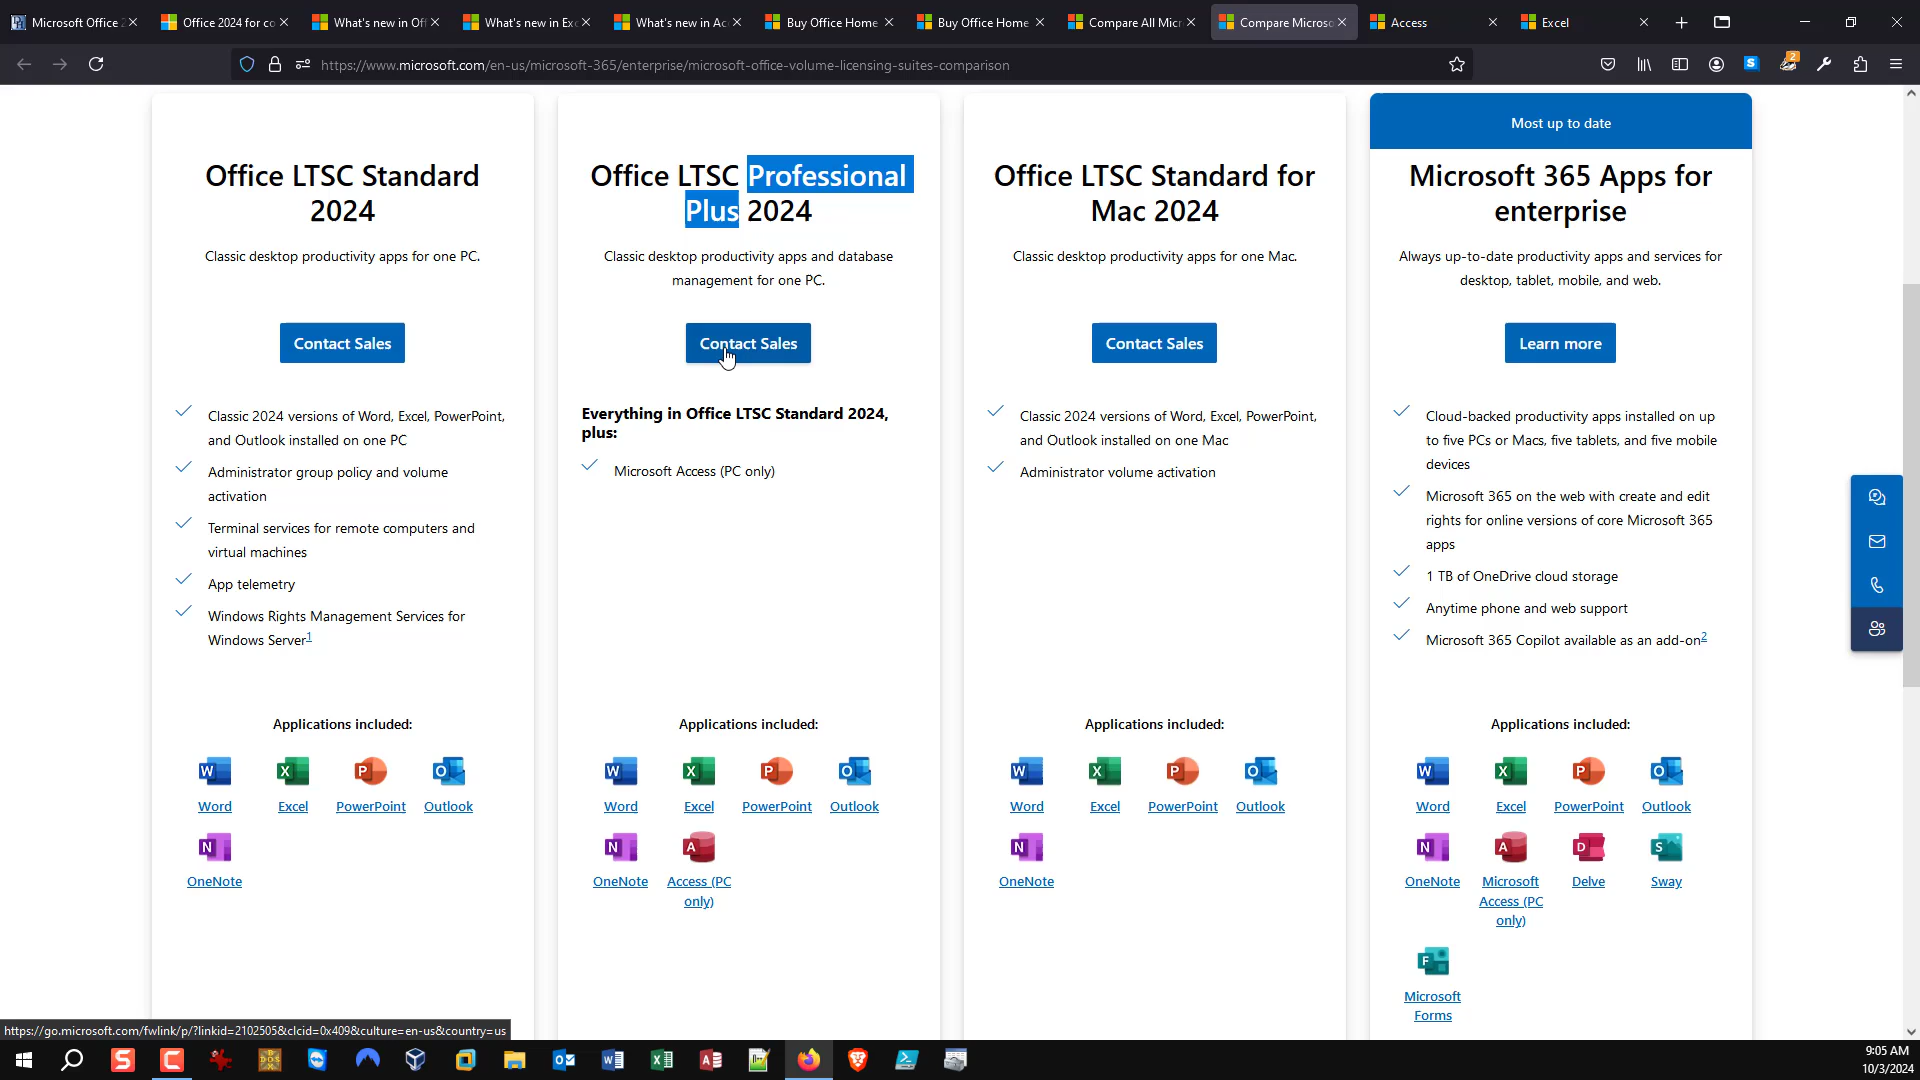 Microsoft Office 2
Office 2024 for co
What's new in Off
What's new in Exc
What's new in Ac
Buy Office Home
Buy Office Home
Compare All Micr
Compare Microso
Access
Excel
https://www.microsoft.com/en-us/microsoft-365/enterprise/microsoft-office-volume-licensing-suites-comparison
2
Office LTSC Standard
2024
Classic desktop productivity apps for one PC.
Contact Sales
Classic 2024 versions of Word, Excel, PowerPoint,
and Outlook installed on one PC
Administrator group policy and volume
activation
Terminal services for remote computers and
virtual machines
App telemetry
Windows Rights Management Services for
Windows Server1
Applications included:
Word
Excel
PowerPoint
Outlook
OneNote
Office LTSC Professional
Plus 2024
Classic desktop productivity apps and database
management for one PC.
Contact Sales
Everything in Office LTSC Standard 2024,
plus:
Microsoft Access (PC only)
Applications included:
Word
Excel
PowerPoint
Outlook
OneNote
Access (PC
only)
Office LTSC Standard for
Mac 2024
Classic desktop productivity apps for one Mac.
Contact Sales
Classic 2024 versions of Word, Excel, PowerPoint,
and Outlook installed on one Mac
Administrator volume activation
Applications included:
Word
Excel
PowerPoint
Outlook
OneNote
Most up to date
Microsoft 365 Apps for
enterprise
Always up-to-date productivity apps and services for
desktop, tablet, mobile, and web.
Learn more
Cloud-backed productivity apps installed on up
to five PCs or Macs, five tablets, and five mobile
devices
Microsoft 365 on the web with create and edit
rights for online versions of core Microsoft 365
apps
1 TB of OneDrive cloud storage
Anytime phone and web support
Microsoft 365 Copilot available as an add-on2
Applications included:
Word
Excel
PowerPoint
Outlook
OneNote
Microsoft
Access (PC
only)
Delve
Sway
Microsoft
Forms
https://go.microsoft.com/fwlink/p/?linkid=2102505&clcid=0x409&culture=en-us&country=us
9:05 AM
10/3/2024